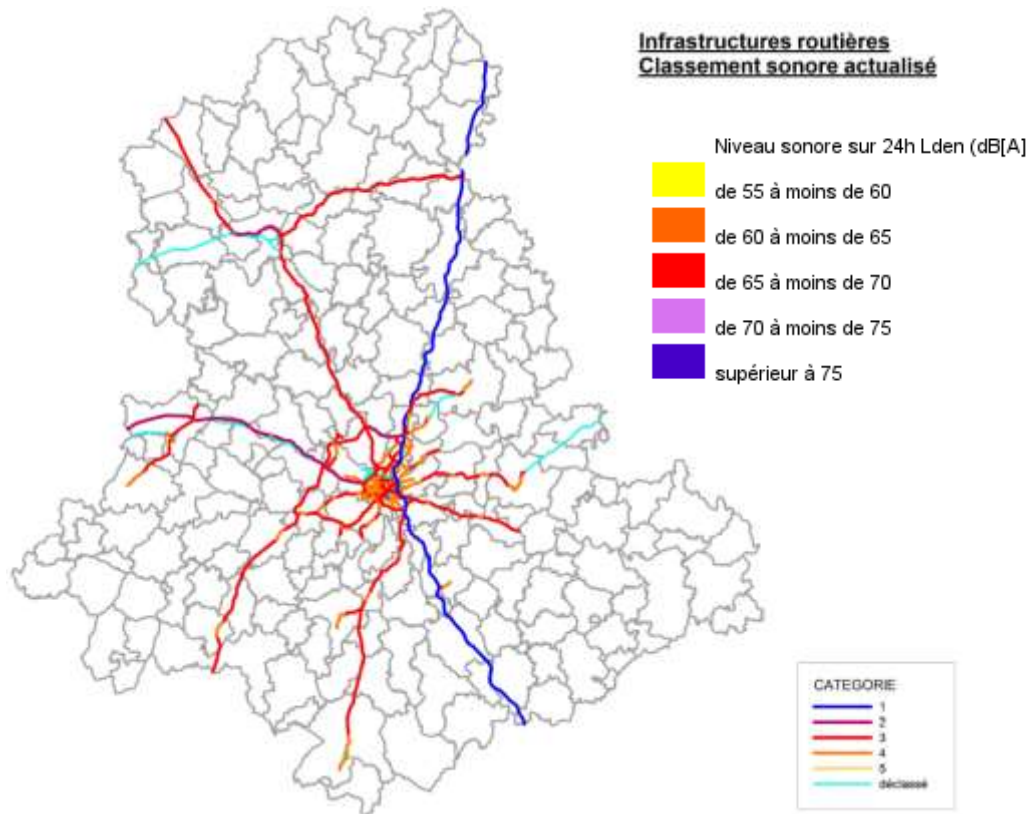 Infrastructures routières
Classement sonore actualisé
Niveau sonore sur 24h Lden (dB[A]
de 55 à moins de 60
de 60 à moins de 65
de 65 à moins de 70
de 70 à moins de 75
supérieur à 75
CATEGORIE
1
2
3
4
5
déclassé